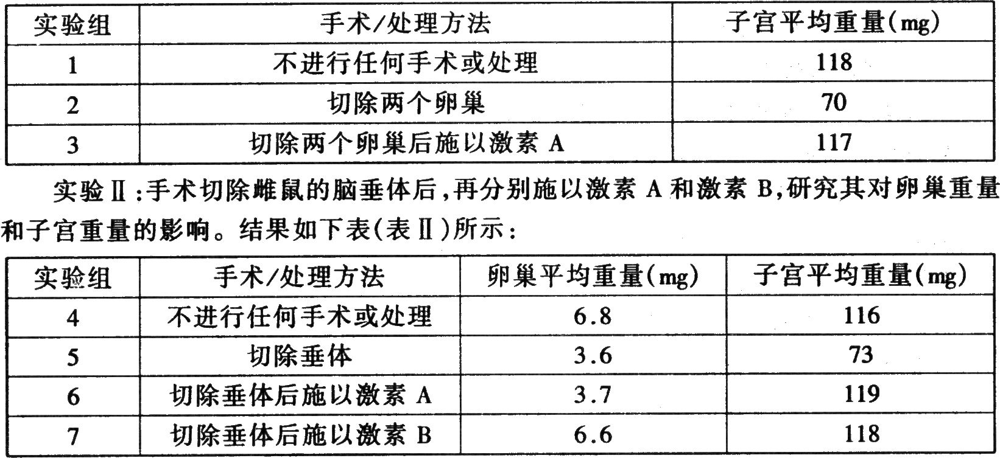 实验组 手术/处理方法 子宫平均重量(mg)
1 不进行任何手术或处理 118
2 切除两个卵巢 70
3 切除两个卵巢后施以激素 A 117
实验Ⅱ:手术切除雌鼠的脑垂体后,再分别施以激素 A 和激素 B,研究其对卵巢重量
和子宫重量的影响。结果如下表(表Ⅱ)所示:
实验组 手术/处理方法 卵巢平均重量(mg) 子宫平均重量(mg)
4 不进行任何手术或处理 6.8 116
5 切除垂体 3.6 73
6 切除垂体后施以激素 A 3.7 119
7 切除垂体后施以激素 B 6.6 118